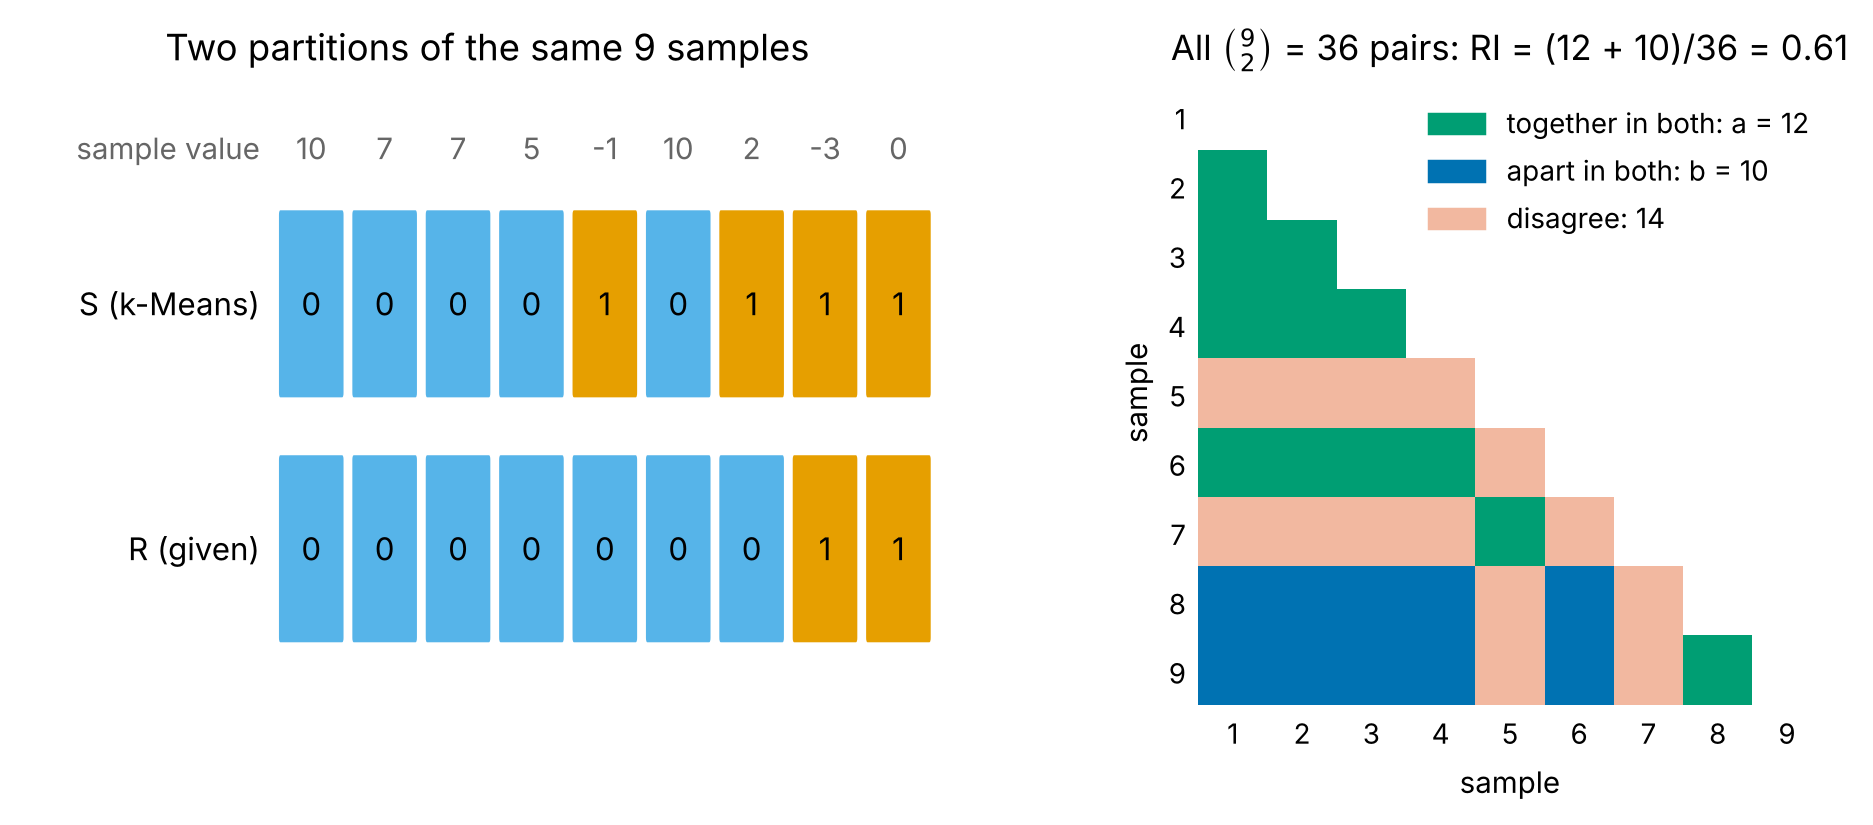 Two partitions of the same 9 samples
sample value 10 7 7 5 -1 10 2 -3 0
S (k-Means) 0 0 0 0 1 0 1 1 1
R (given) 0 0 0 0 0 0 0 1 1
All (9 2) = 36 pairs: RI = (12 + 10)/36 = 0.61
together in both: a = 12
apart in both: b = 10
disagree: 14
sample
1
2
3
4
5
6
7
8
9
1 2 3 4 5 6 7 8 9
sample